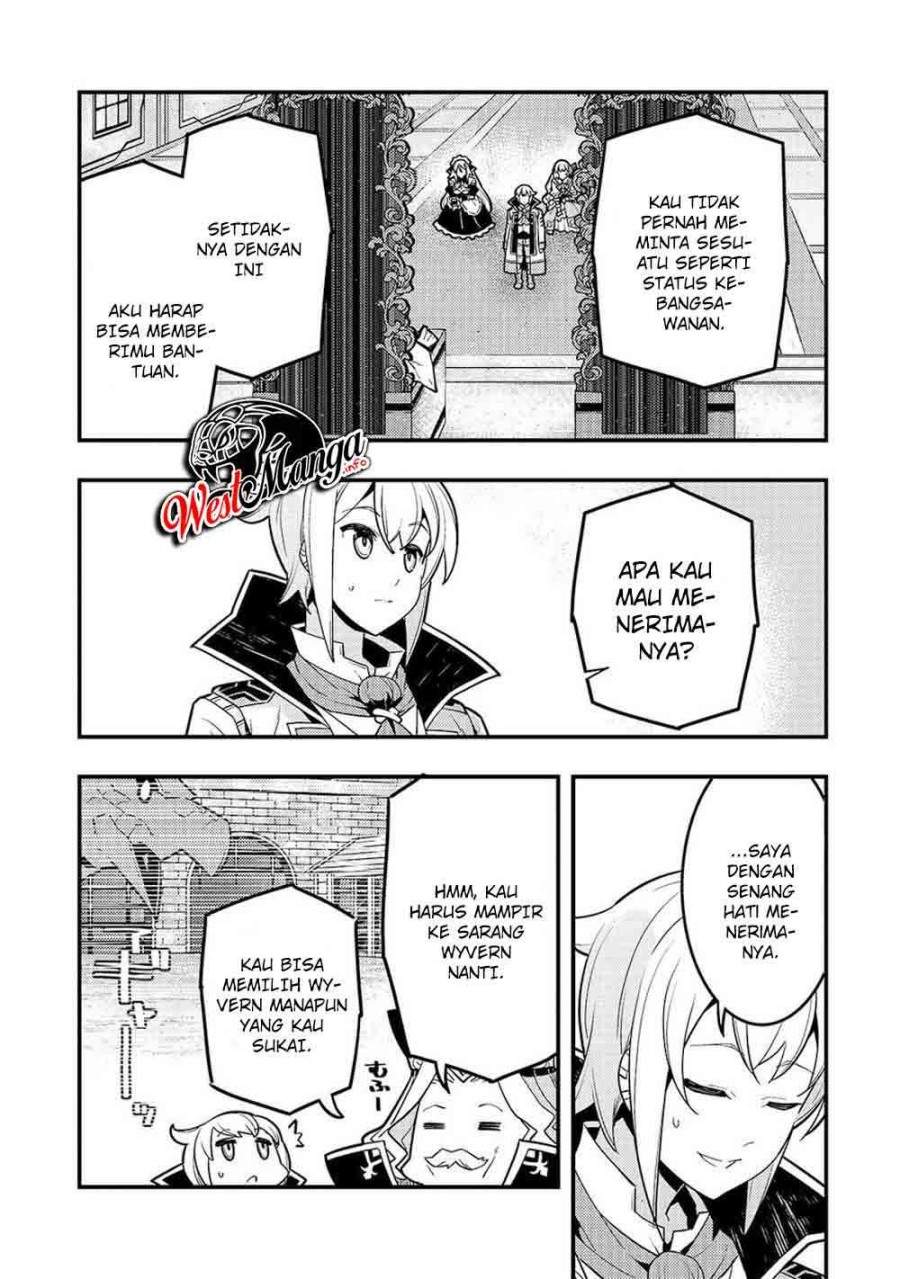 KAU TIDAK
PERNAH ME-
MINTA SESU-
ATU SEPERTI
STATUS KE-
BANGSA-
WANAN.
SETIDAK-
NYA DENGAN
INI
AKU HARAP
BISA MEMBE-
RIMU BAN-
TUAN.
WestManga
.info
APA KAU
MAU ME-
NERIMA-
NYA?
...SAYA
DENGAN
SENANG
HATI ME-
NERIMA-
NYA.
HMM, KAU
HARUS MAMPIR
KE SARANG
WYVERN
NANTI.
KAU BISA
MEMILIH WY-
VERN MANAPUN
YANG KAU
SUKAI.
むふー